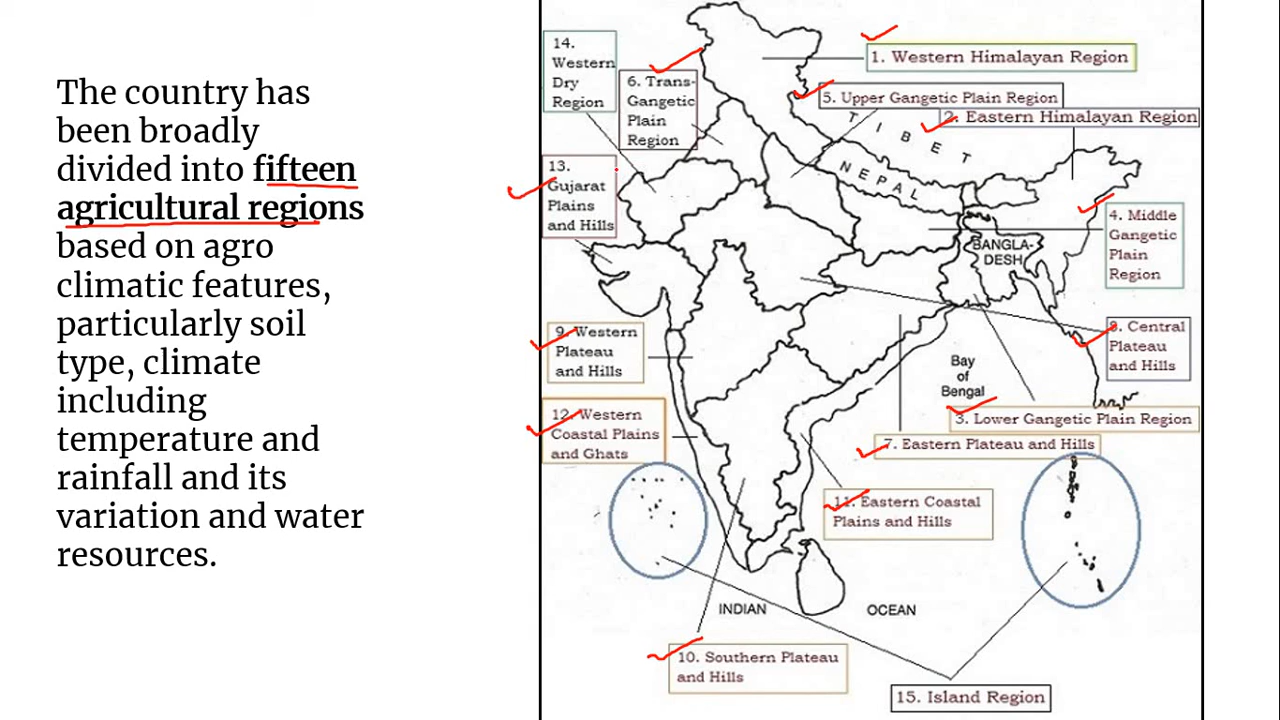 The country has
been broadly
divided into fifteen
agricultural regions
based on agro
climatic features,
particularly soil
type, climate
including
temperature and
rainfall and its
variation and water
resources.
14.
Western
Dry
Region
6. Trans-
Gangetic
Plain
Region
1. Western Himalayan Region
5. Upper Gangetic Plain Region
2. Eastern Himalayan Region
TIBET
NEPAL
13.
Gujarat
Plains
and Hills
4. Middle
Gangetic
Plain
Region
BANGLA-
DESH
9. Western
Plateau
and Hills
8. Central
Plateau
and Hills
Bay
of
Bengal
12. Western
Coastal Plains
and Ghats
3. Lower Gangetic Plain Region
7. Eastern Plateau and Hills
11. Eastern Coastal
Plains and Hills
INDIAN OCEAN
10. Southern Plateau
and Hills
15. Island Region